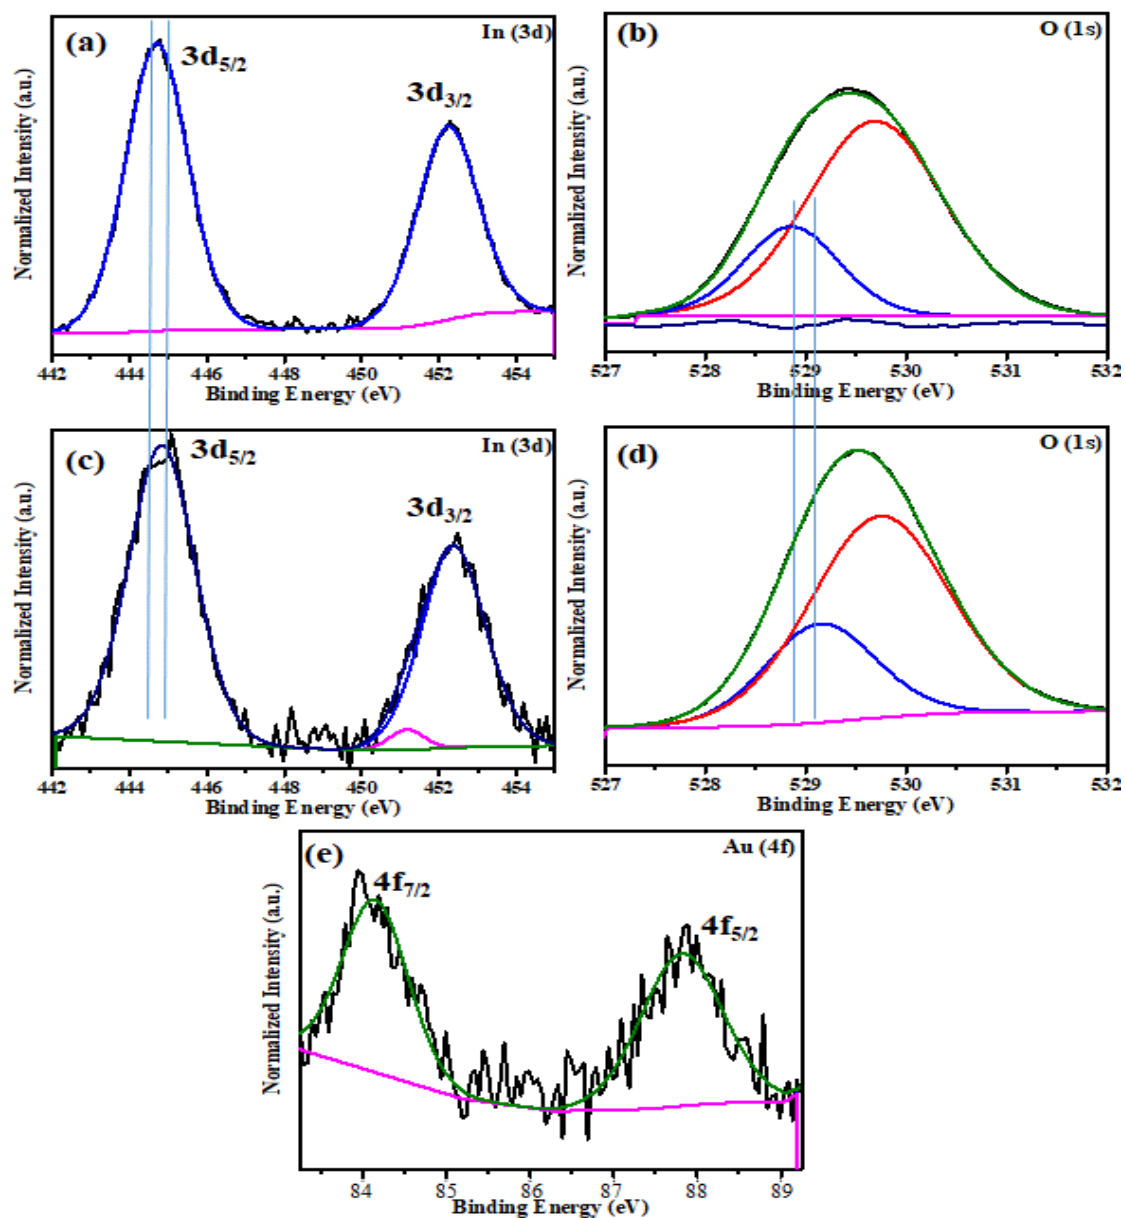 (a)
In (3d)
3d5/2
3d3/2
Normalized Intensity (a.u.)
442 444 446 448 450 452 454
Binding Energy (eV)
(b)
O (1s)
Normalized Intensity (a.u.)
527 528 529 530 531 532
Binding Energy (eV)
(c)
In (3d)
3d5/2
3d3/2
Normalized Intensity (a.u.)
442 444 446 448 450 452 454
Binding Energy (eV)
(d)
O (1s)
Normalized Intensity (a.u.)
527 528 529 530 531 532
Binding Energy (eV)
(e)
Au (4f)
4f7/2
4f5/2
Normalized Intensity (a.u.)
84 85 86 87 88 89
Binding Energy (eV)